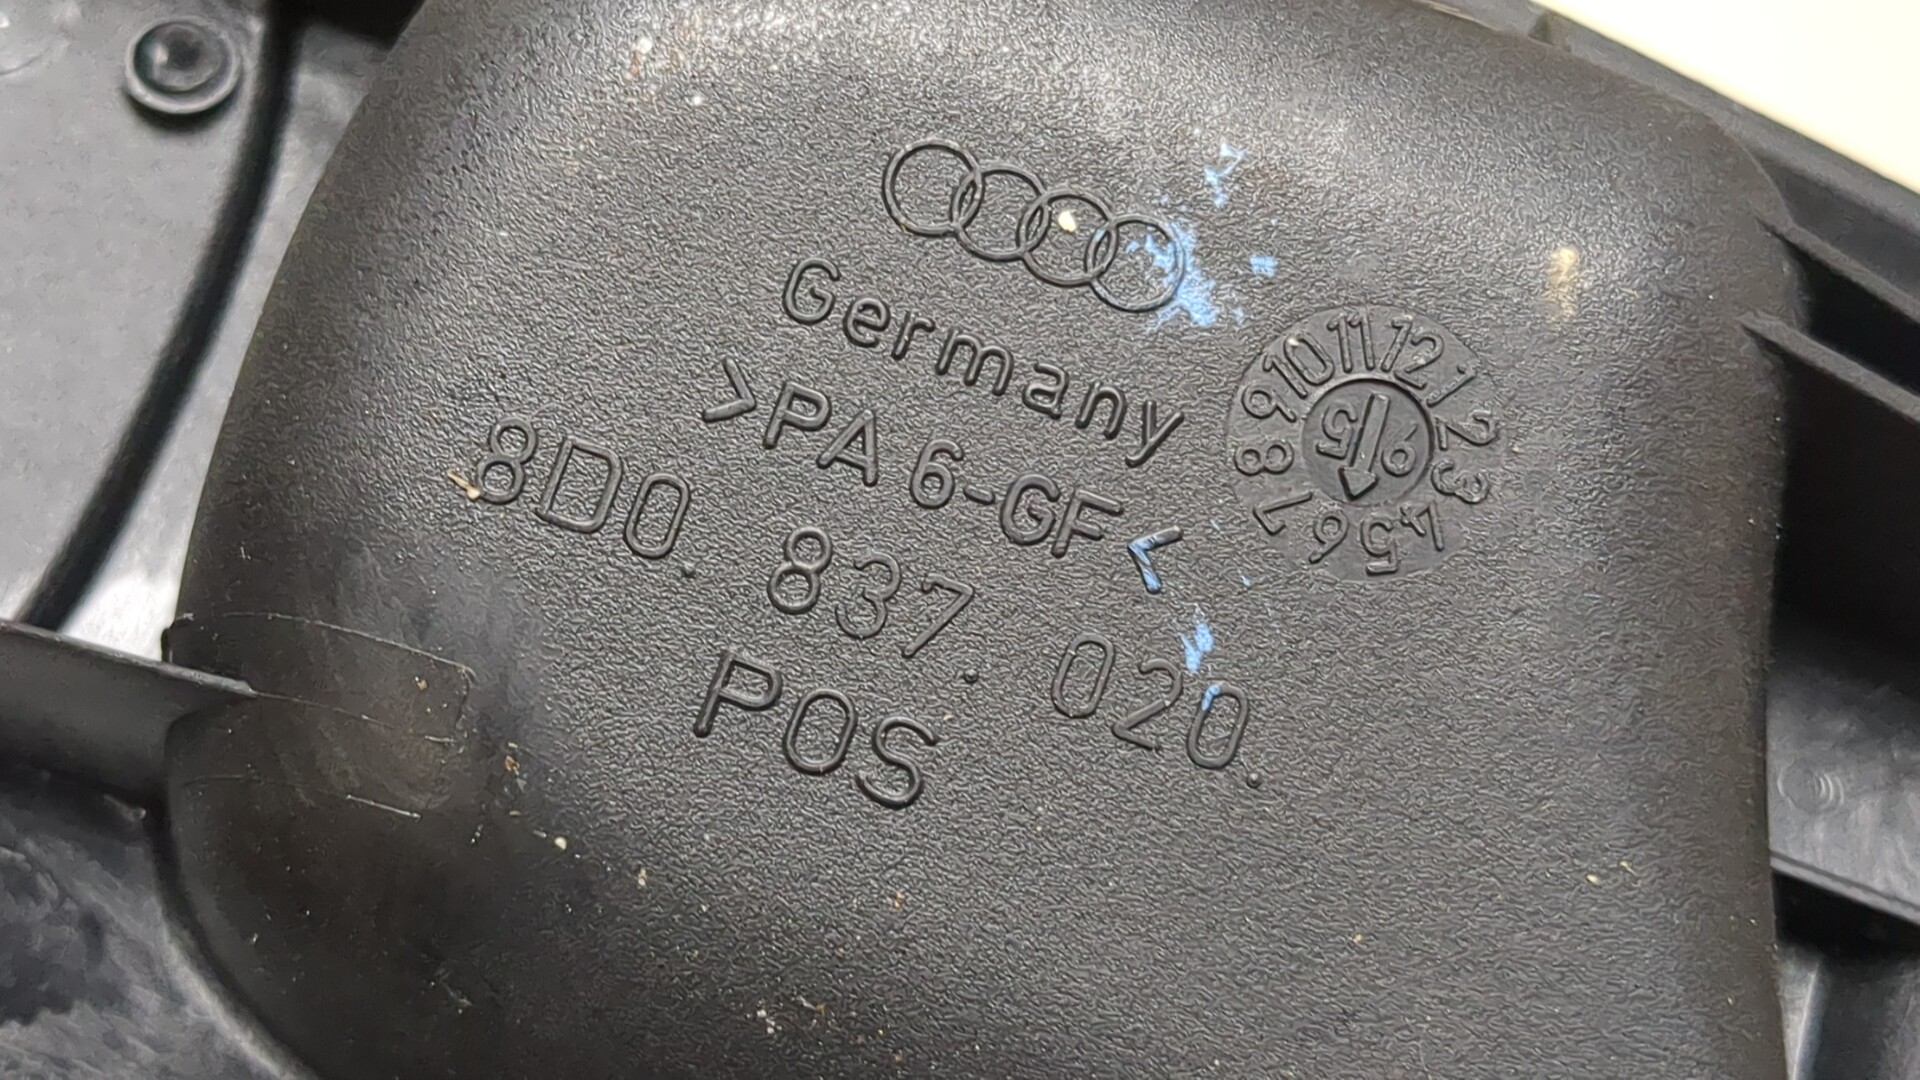 Germany
>PA 6-GF<
8D0. 837. 020.
POS
1 2 3 4 5 6 7 8 9 10 11 12